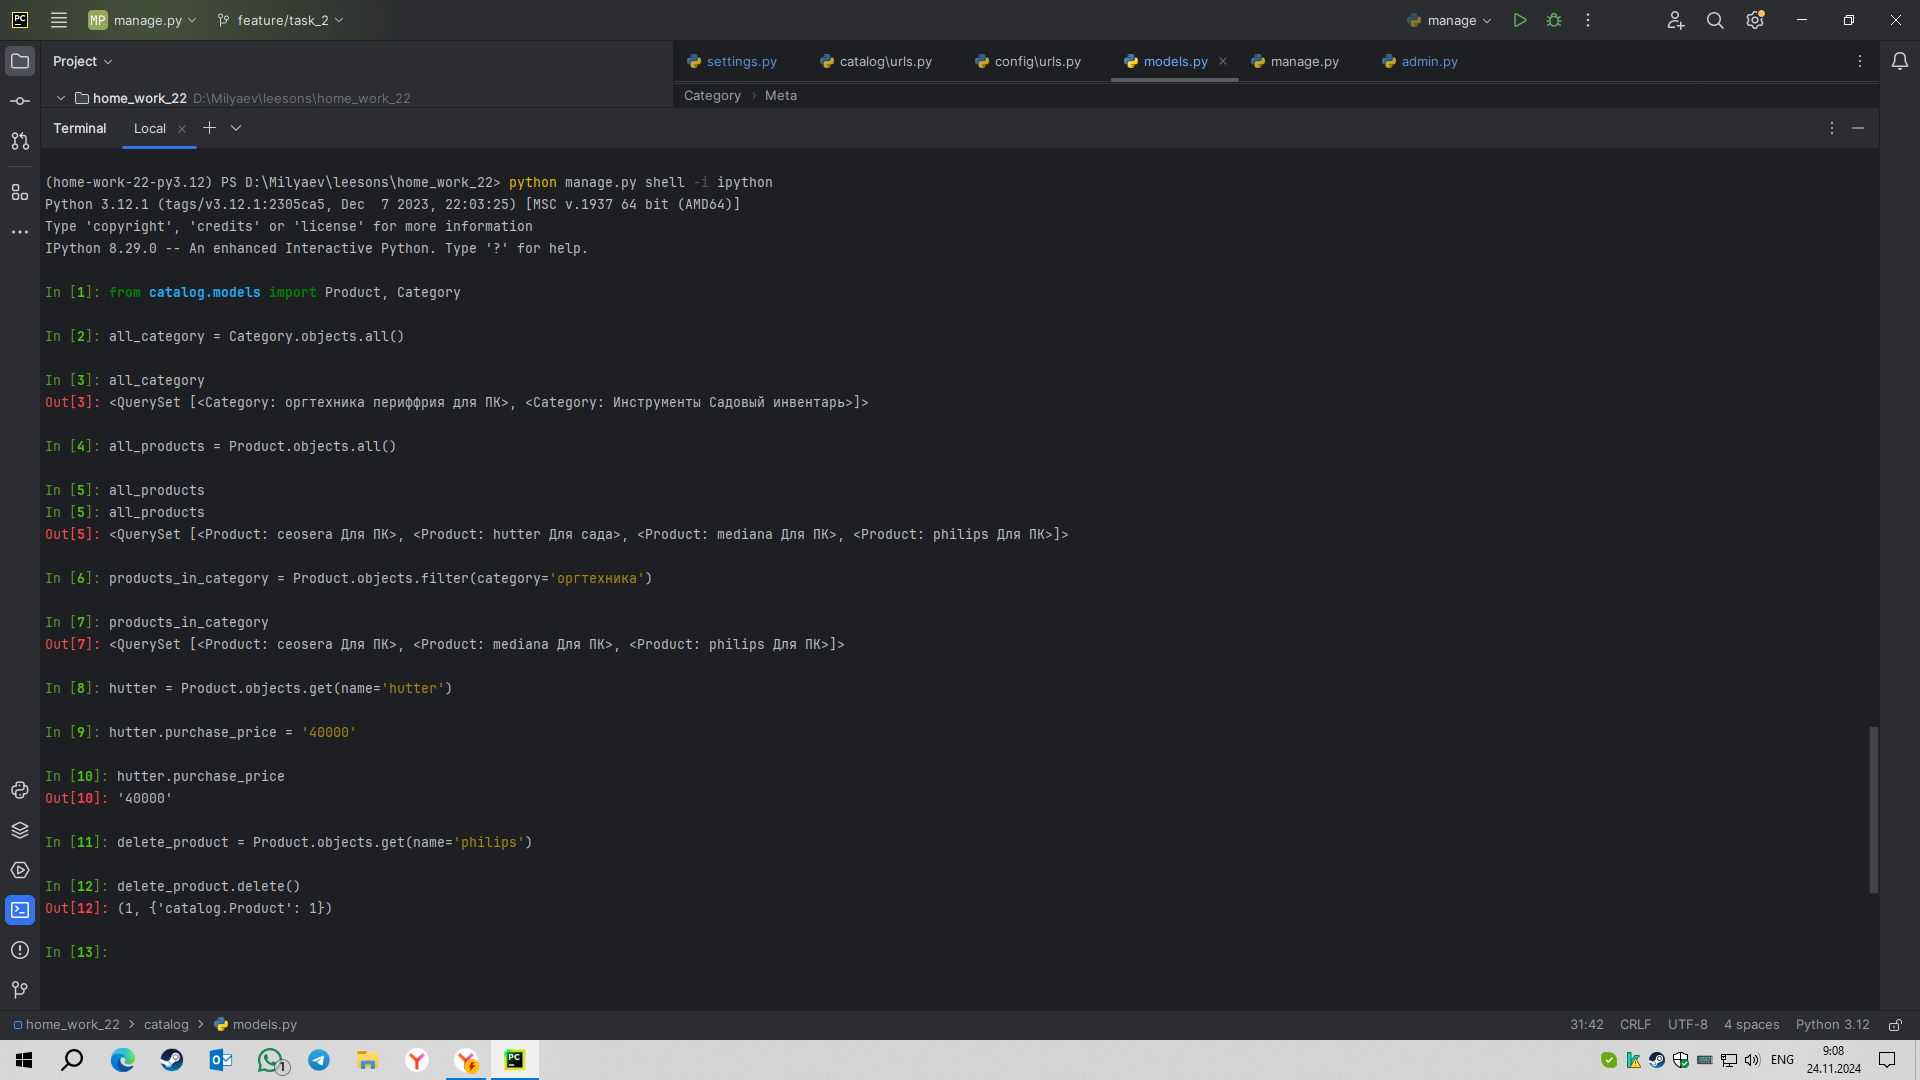 PC MP manage.py feature/task_2 manage
Project
settings.py catalog\urls.py config\urls.py models.py manage.py admin.py
home_work_22 D:\Milyaev\leesons\home_work_22
Category Meta
Terminal Local
(home-work-22-py3.12) PS D:\Milyaev\leesons\home_work_22> python manage.py shell -i ipython
Python 3.12.1 (tags/v3.12.1:2305ca5, Dec  7 2023, 22:03:25) [MSC v.1937 64 bit (AMD64)]
Type 'copyright', 'credits' or 'license' for more information
IPython 8.29.0 -- An enhanced Interactive Python. Type '?' for help.
In [1]: from catalog.models import Product, Category
In [2]: all_category = Category.objects.all()
In [3]: all_category
Out[3]: <QuerySet [<Category: оргтехника периффрия для ПК>, <Category: Инструменты Садовый инвентарь>]>
In [4]: all_products = Product.objects.all()
In [5]: all_products
In [5]: all_products
Out[5]: <QuerySet [<Product: ceosera Для ПК>, <Product: hutter Для сада>, <Product: mediana Для ПК>, <Product: philips Для ПК>]>
In [6]: products_in_category = Product.objects.filter(category='оргтехника')
In [7]: products_in_category
Out[7]: <QuerySet [<Product: ceosera Для ПК>, <Product: mediana Для ПК>, <Product: philips Для ПК>]>
In [8]: hutter = Product.objects.get(name='hutter')
In [9]: hutter.purchase_price = '40000'
In [10]: hutter.purchase_price
Out[10]: '40000'
In [11]: delete_product = Product.objects.get(name='philips')
In [12]: delete_product.delete()
Out[12]: (1, {'catalog.Product': 1})
In [13]:
home_work_22 > catalog > models.py 31:42 CRLF UTF-8 4 spaces Python 3.12
1 PC ENG 9:08
24.11.2024